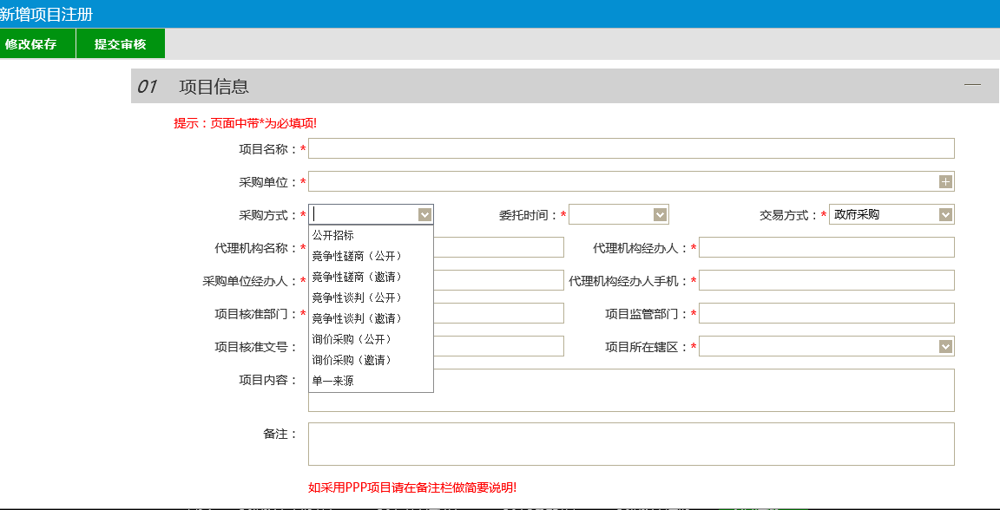 新增项目注册
修改保存 提交审核
01 项目信息
提示：页面中带*为必填项!
项目名称：*
采购单位：*
采购方式：* 委托时间：* 交易方式：* 政府采购
公开招标
代理机构名称：* 代理机构经办人：*
竟争性磋商（公开）
竟争性磋商（邀请）
采购单位经办人：* 代理机构经办人手机：*
竟争性谈判（公开）
项目核准部门：* 项目监管部门：*
竟争性谈判（邀请）
询价采购（公开）
项目核准文号： 项目所在辖区：*
询价采购（邀请）
项目内容：
单一来源
备注：
如采用PPP项目请在备注栏做简要说明!